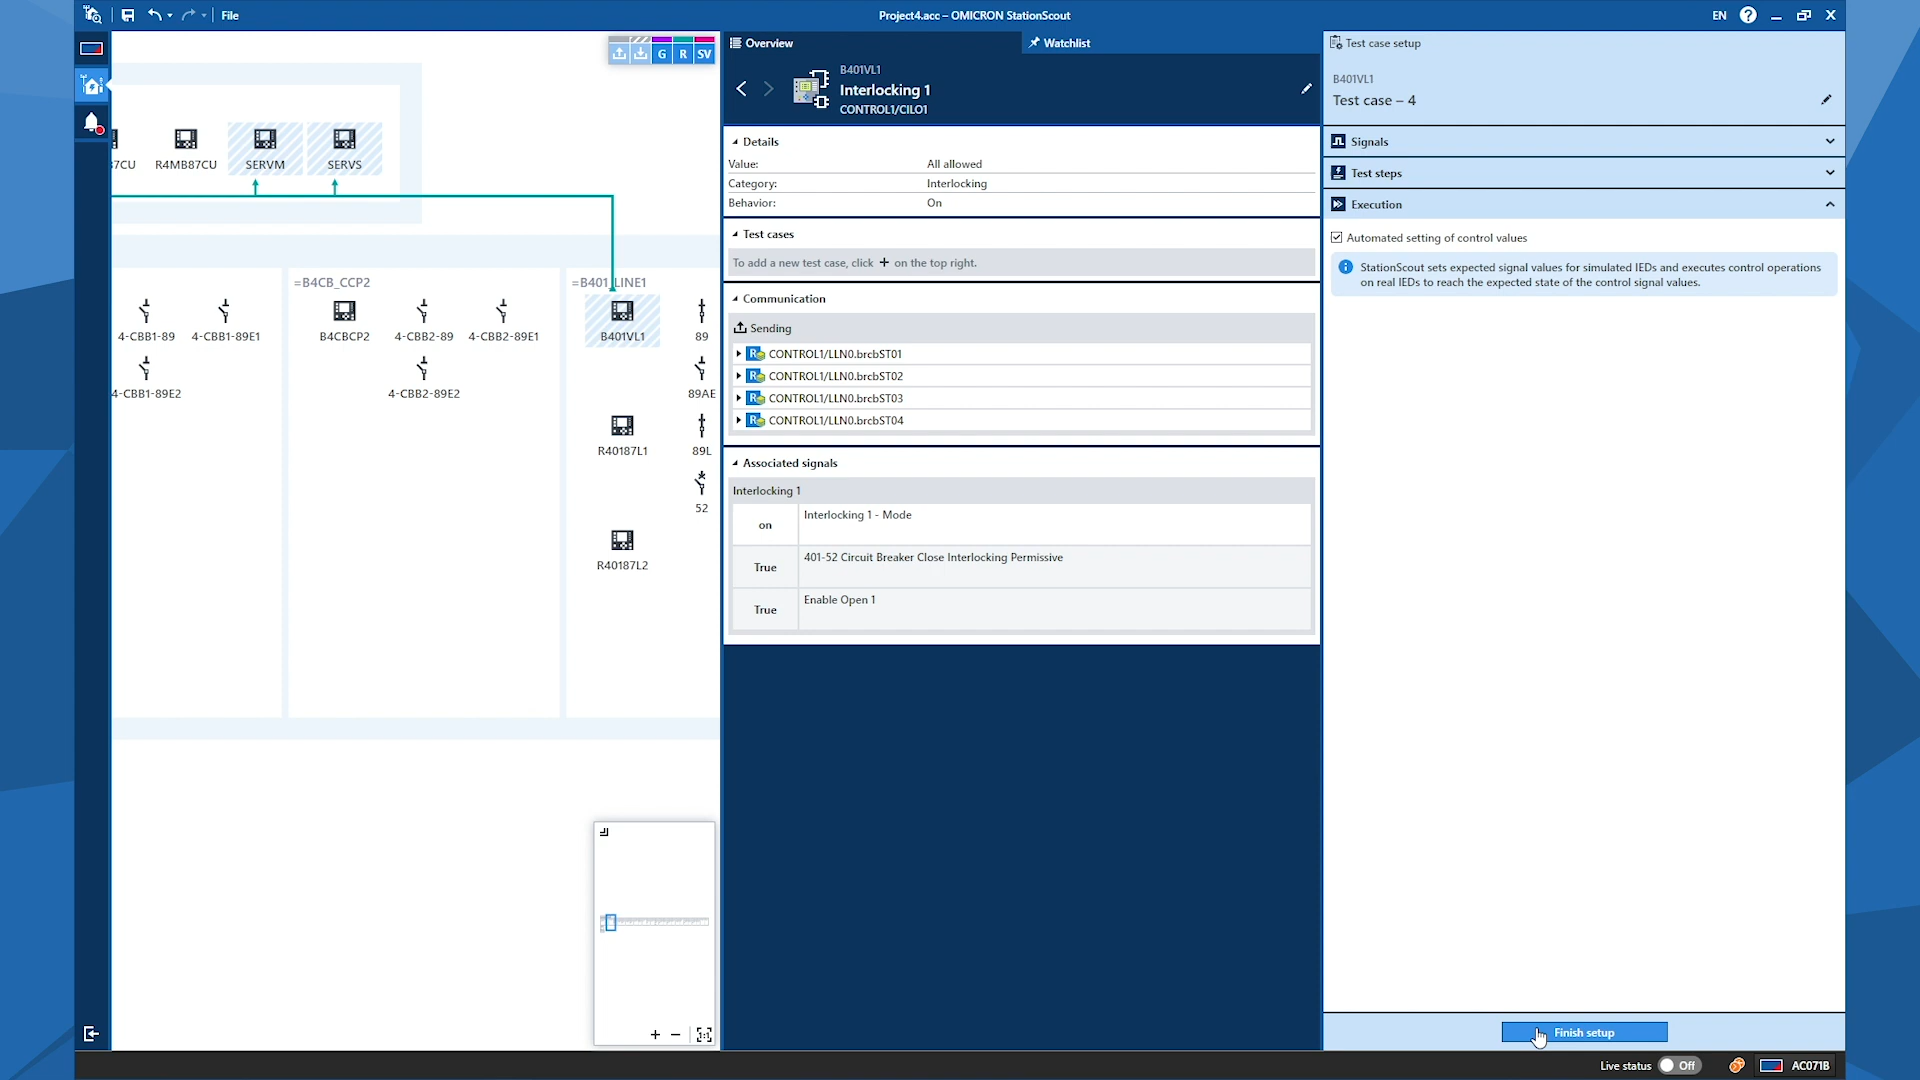 File
Project4.acc – OMICRON StationScout
EN
G R SV
Overview
Watchlist
Test case setup
B401VL1
Interlocking 1
CONTROL1/CILO1
B401VL1
Test case – 4
Details
Value: All allowed
Category: Interlocking
Behavior: On
Test cases
To add a new test case, click + on the top right.
Communication
Sending
CONTROL1/LLN0.brcbST01
CONTROL1/LLN0.brcbST02
CONTROL1/LLN0.brcbST03
CONTROL1/LLN0.brcbST04
Associated signals
Interlocking 1
on Interlocking 1 - Mode
True 401-52 Circuit Breaker Close Interlocking Permissive
True Enable Open 1
Signals
Test steps
Execution
Automated setting of control values
StationScout sets expected signal values for simulated IEDs and executes control operations
on real IEDs to reach the expected state of the control signal values.
Finish setup
7CU R4MB87CU SERVM SERVS
=B4CB_CCP2
=B401_LINE1
4-CBB1-89 4-CBB1-89E1 B4CBCP2 4-CBB2-89 4-CBB2-89E1 B401VL1 89
4-CBB1-89E2 4-CBB2-89E2 89AE
R40187L1 89L
52
R40187L2
1:1
Live status Off
AC071B